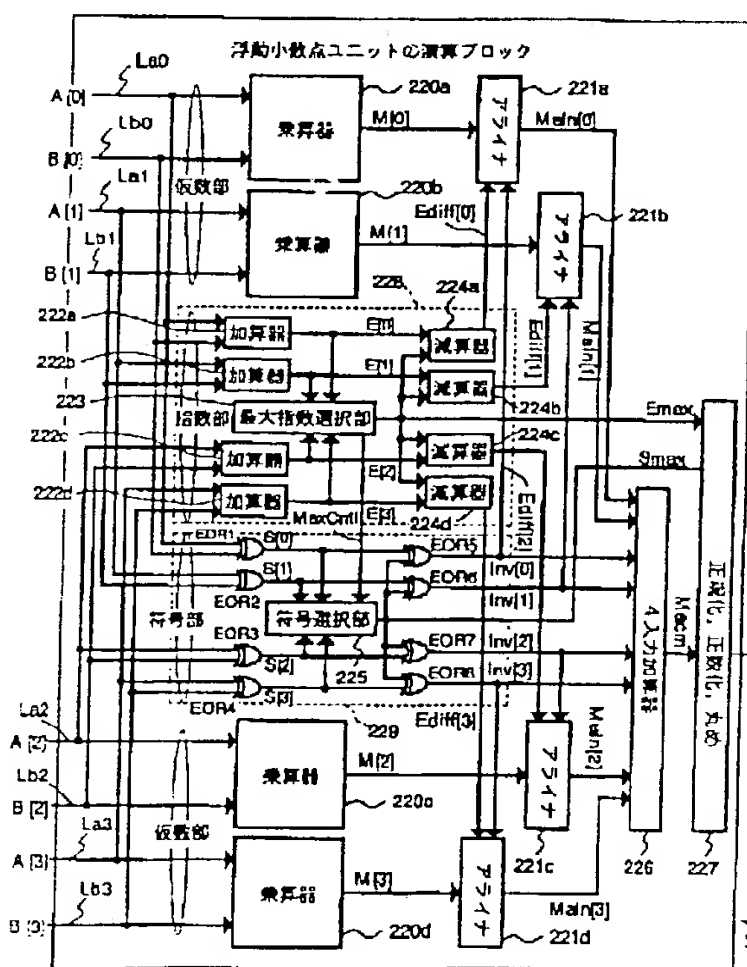 浮動小数点ユニットの演算ブロック
La0
A[0]
220a
221a
乗算器
M[0]
アライナ
Main[0]
Lb0
B[0]
仮数部
La1
220b
A[1]
Ediff[0]
221b
乗算器
M[1]
アライナ
Lb1
B[1]
228
224a
222a
加算器
E[0]
減算器
Ediff[1]
Main[1]
222b
加算器
E[1]
減算器
223
指数部
最大指数選択部
224b
Emax
222c
加算器
224c
減算器
Smax
E[2]
222d
加算器
減算器
E[3]
224d
Ediff[2]
MaxCntl
EOR1
S[0]
EOR5
S[1]
EOR6
Inv[0]
EOR2
Inv[1]
符号部
符号選択部
EOR3
EOR7
Inv[2]
S[2]
225
EOR8
Inv[3]
S[3]
EOR4
229
Ediff[3]
4入力加算器
Macm
正規化，正数化，丸め
La2
A[2]
M[2]
乗算器
アライナ
Main[2]
Lb2
B[2]
仮数部
La3
A[3]
221c
226
227
乗算器
M[3]
アライナ
Main[3]
Lb3
B[3]
220d
221d